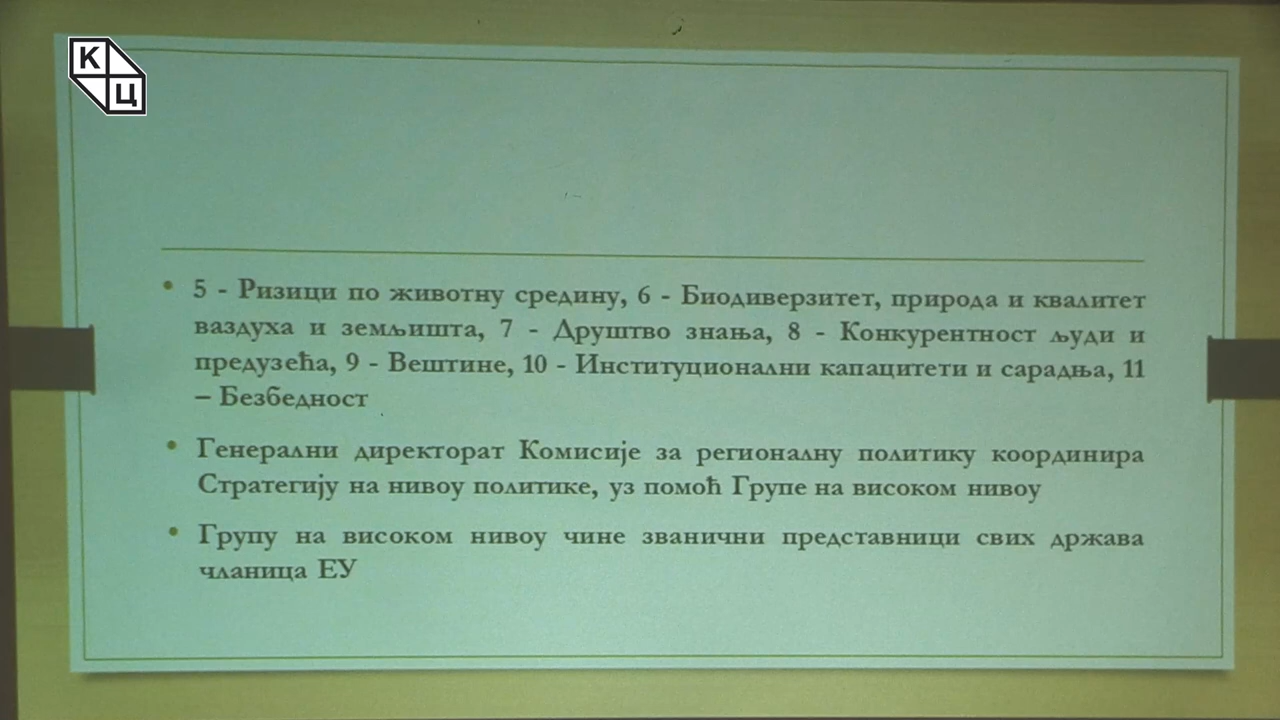 К
Ц
• 5 - Ризици по животну средину, 6 - Биодиверзитет, природа и квалитет
ваздуха и земљишта, 7 - Друштво знања, 8 - Конкурентност људи и
предузећа, 9 - Вештине, 10 - Институционални капацитети и сарадња, 11
– Безбедност
• Генерални директорат Комисије за регионалну политику координира
Стратегију на нивоу политике, уз помоћ Групе на високом нивоу
• Групу на високом нивоу чине званични представници свих држава
чланица ЕУ